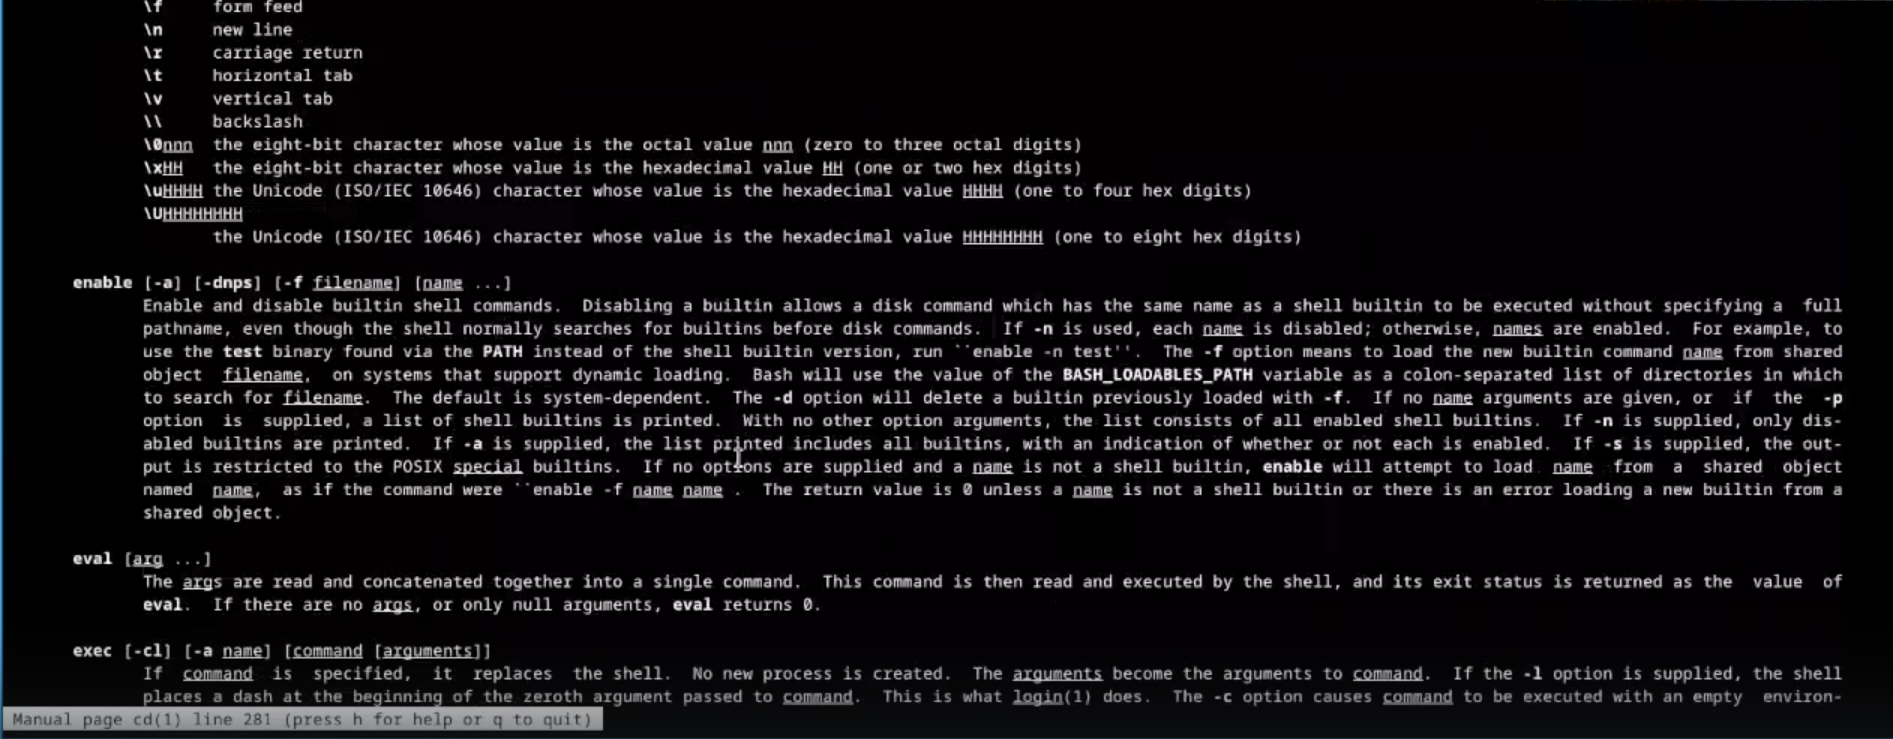 \f form feed
\n new line
\r carriage return
\t horizontal tab
\v vertical tab
\\ backslash
\0nnn the eight-bit character whose value is the octal value nnn (zero to three octal digits)
\xHH the eight-bit character whose value is the hexadecimal value HH (one or two hex digits)
\uHHHH the Unicode (ISO/IEC 10646) character whose value is the hexadecimal value HHHH (one to four hex digits)
\UHHHHHHHH
the Unicode (ISO/IEC 10646) character whose value is the hexadecimal value HHHHHHHH (one to eight hex digits)
enable [-a] [-dnps] [-f filename] [name ...]
Enable and disable builtin shell commands. Disabling a builtin allows a disk command which has the same name as a shell builtin to be executed without specifying a full
pathname, even though the shell normally searches for builtins before disk commands. If -n is used, each name is disabled; otherwise, names are enabled. For example, to
use the test binary found via the PATH instead of the shell builtin version, run ``enable -n test''. The -f option means to load the new builtin command name from shared
object filename, on systems that support dynamic loading. Bash will use the value of the BASH_LOADABLES_PATH variable as a colon-separated list of directories in which
to search for filename. The default is system-dependent. The -d option will delete a builtin previously loaded with -f. If no name arguments are given, or if the -p
option is supplied, a list of shell builtins is printed. With no other option arguments, the list consists of all enabled shell builtins. If -n is supplied, only dis-
abled builtins are printed. If -a is supplied, the list printed includes all builtins, with an indication of whether or not each is enabled. If -s is supplied, the out-
put is restricted to the POSIX special builtins. If no options are supplied and a name is not a shell builtin, enable will attempt to load name from a shared object
named name, as if the command were ``enable -f name name . The return value is 0 unless a name is not a shell builtin or there is an error loading a new builtin from a
shared object.
eval [arg ...]
The args are read and concatenated together into a single command. This command is then read and executed by the shell, and its exit status is returned as the value of
eval. If there are no args, or only null arguments, eval returns 0.
exec [-cl] [-a name] [command [arguments]]
If command is specified, it replaces the shell. No new process is created. The arguments become the arguments to command. If the -l option is supplied, the shell
places a dash at the beginning of the zeroth argument passed to command. This is what login(1) does. The -c option causes command to be executed with an empty environ-
Manual page cd(1) line 281 (press h for help or q to quit)